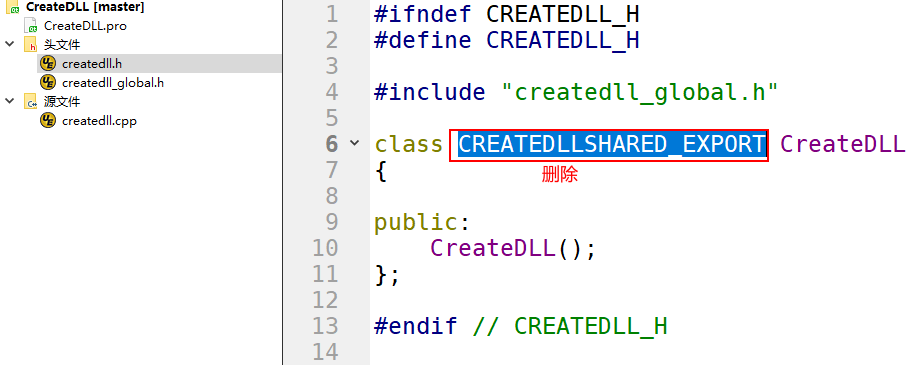 CreateDLL [master]
CreateDLL.pro
头文件
createdll.h
createdll_global.h
源文件
createdll.cpp
1 #ifndef CREATEDLL_H
2 #define CREATEDLL_H
3
4 #include "createdll_global.h"
5
6 class CREATEDLLSHARED_EXPORT CreateDLL
7 {
删除
8
9 public:
10 CreateDLL();
11 };
12
13 #endif // CREATEDLL_H
14